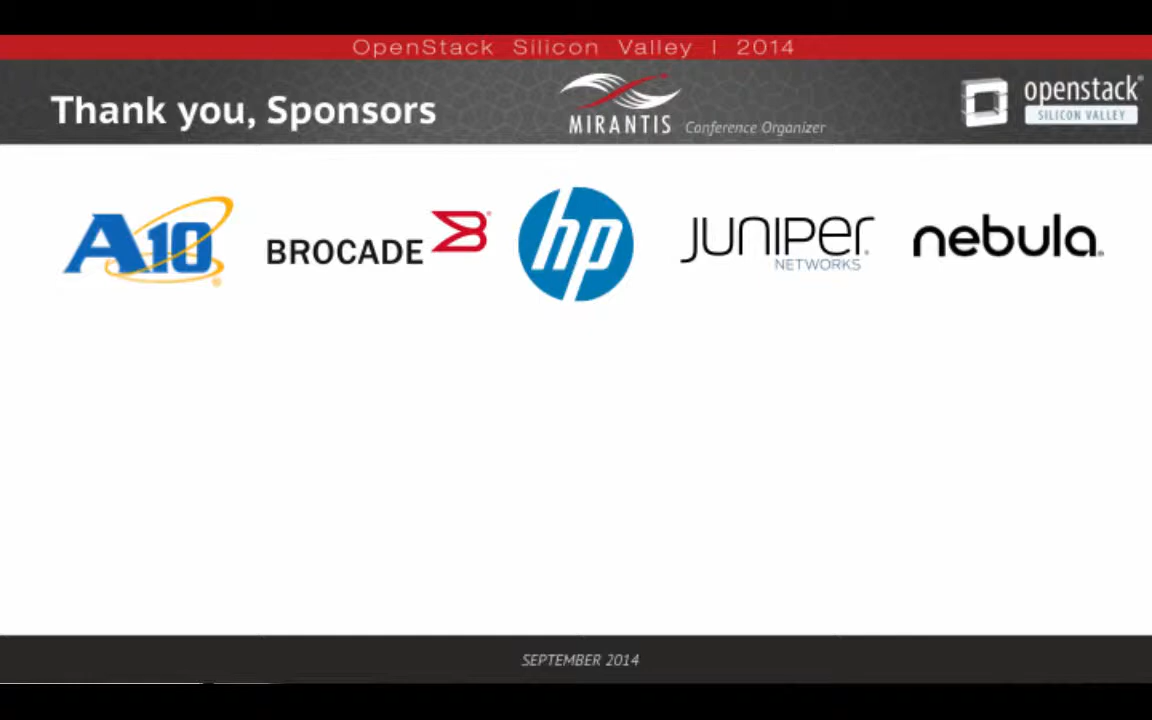 OpenStack Silicon Valley | 2014
Thank you, Sponsors
MIRANTIS Conference Organizer
openstack®
SILICON VALLEY
A10®
BROCADE®
hp
JUNIPER®
NETWORKS
nebula®
SEPTEMBER 2014